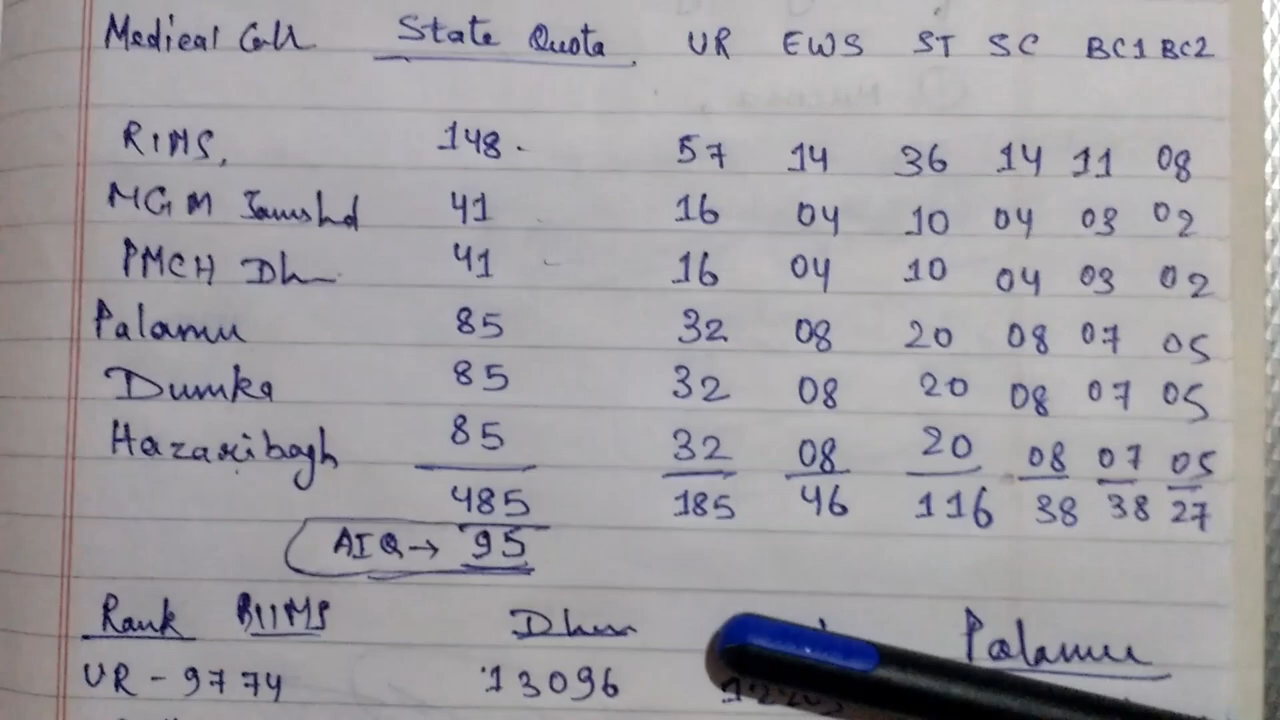 Medical Coll State Quota UR EWS ST SC BC1 BC2
RIMS, 148. 57 14 36 14 11 08
MGM Jamshd 41 16 04 10 04 03 02
PMCH Dh 41 16 04 10 04 03 02
Palamu 85 32 08 20 08 07 05
Dumka 85 32 08 20 08 07 05
Hazaribagh 85 32 08 20 08 07 05
485 185 46 116 38 38 27
AIQ → 95
Rank RIIMS Dhan Palamu
UR - 9774 13096